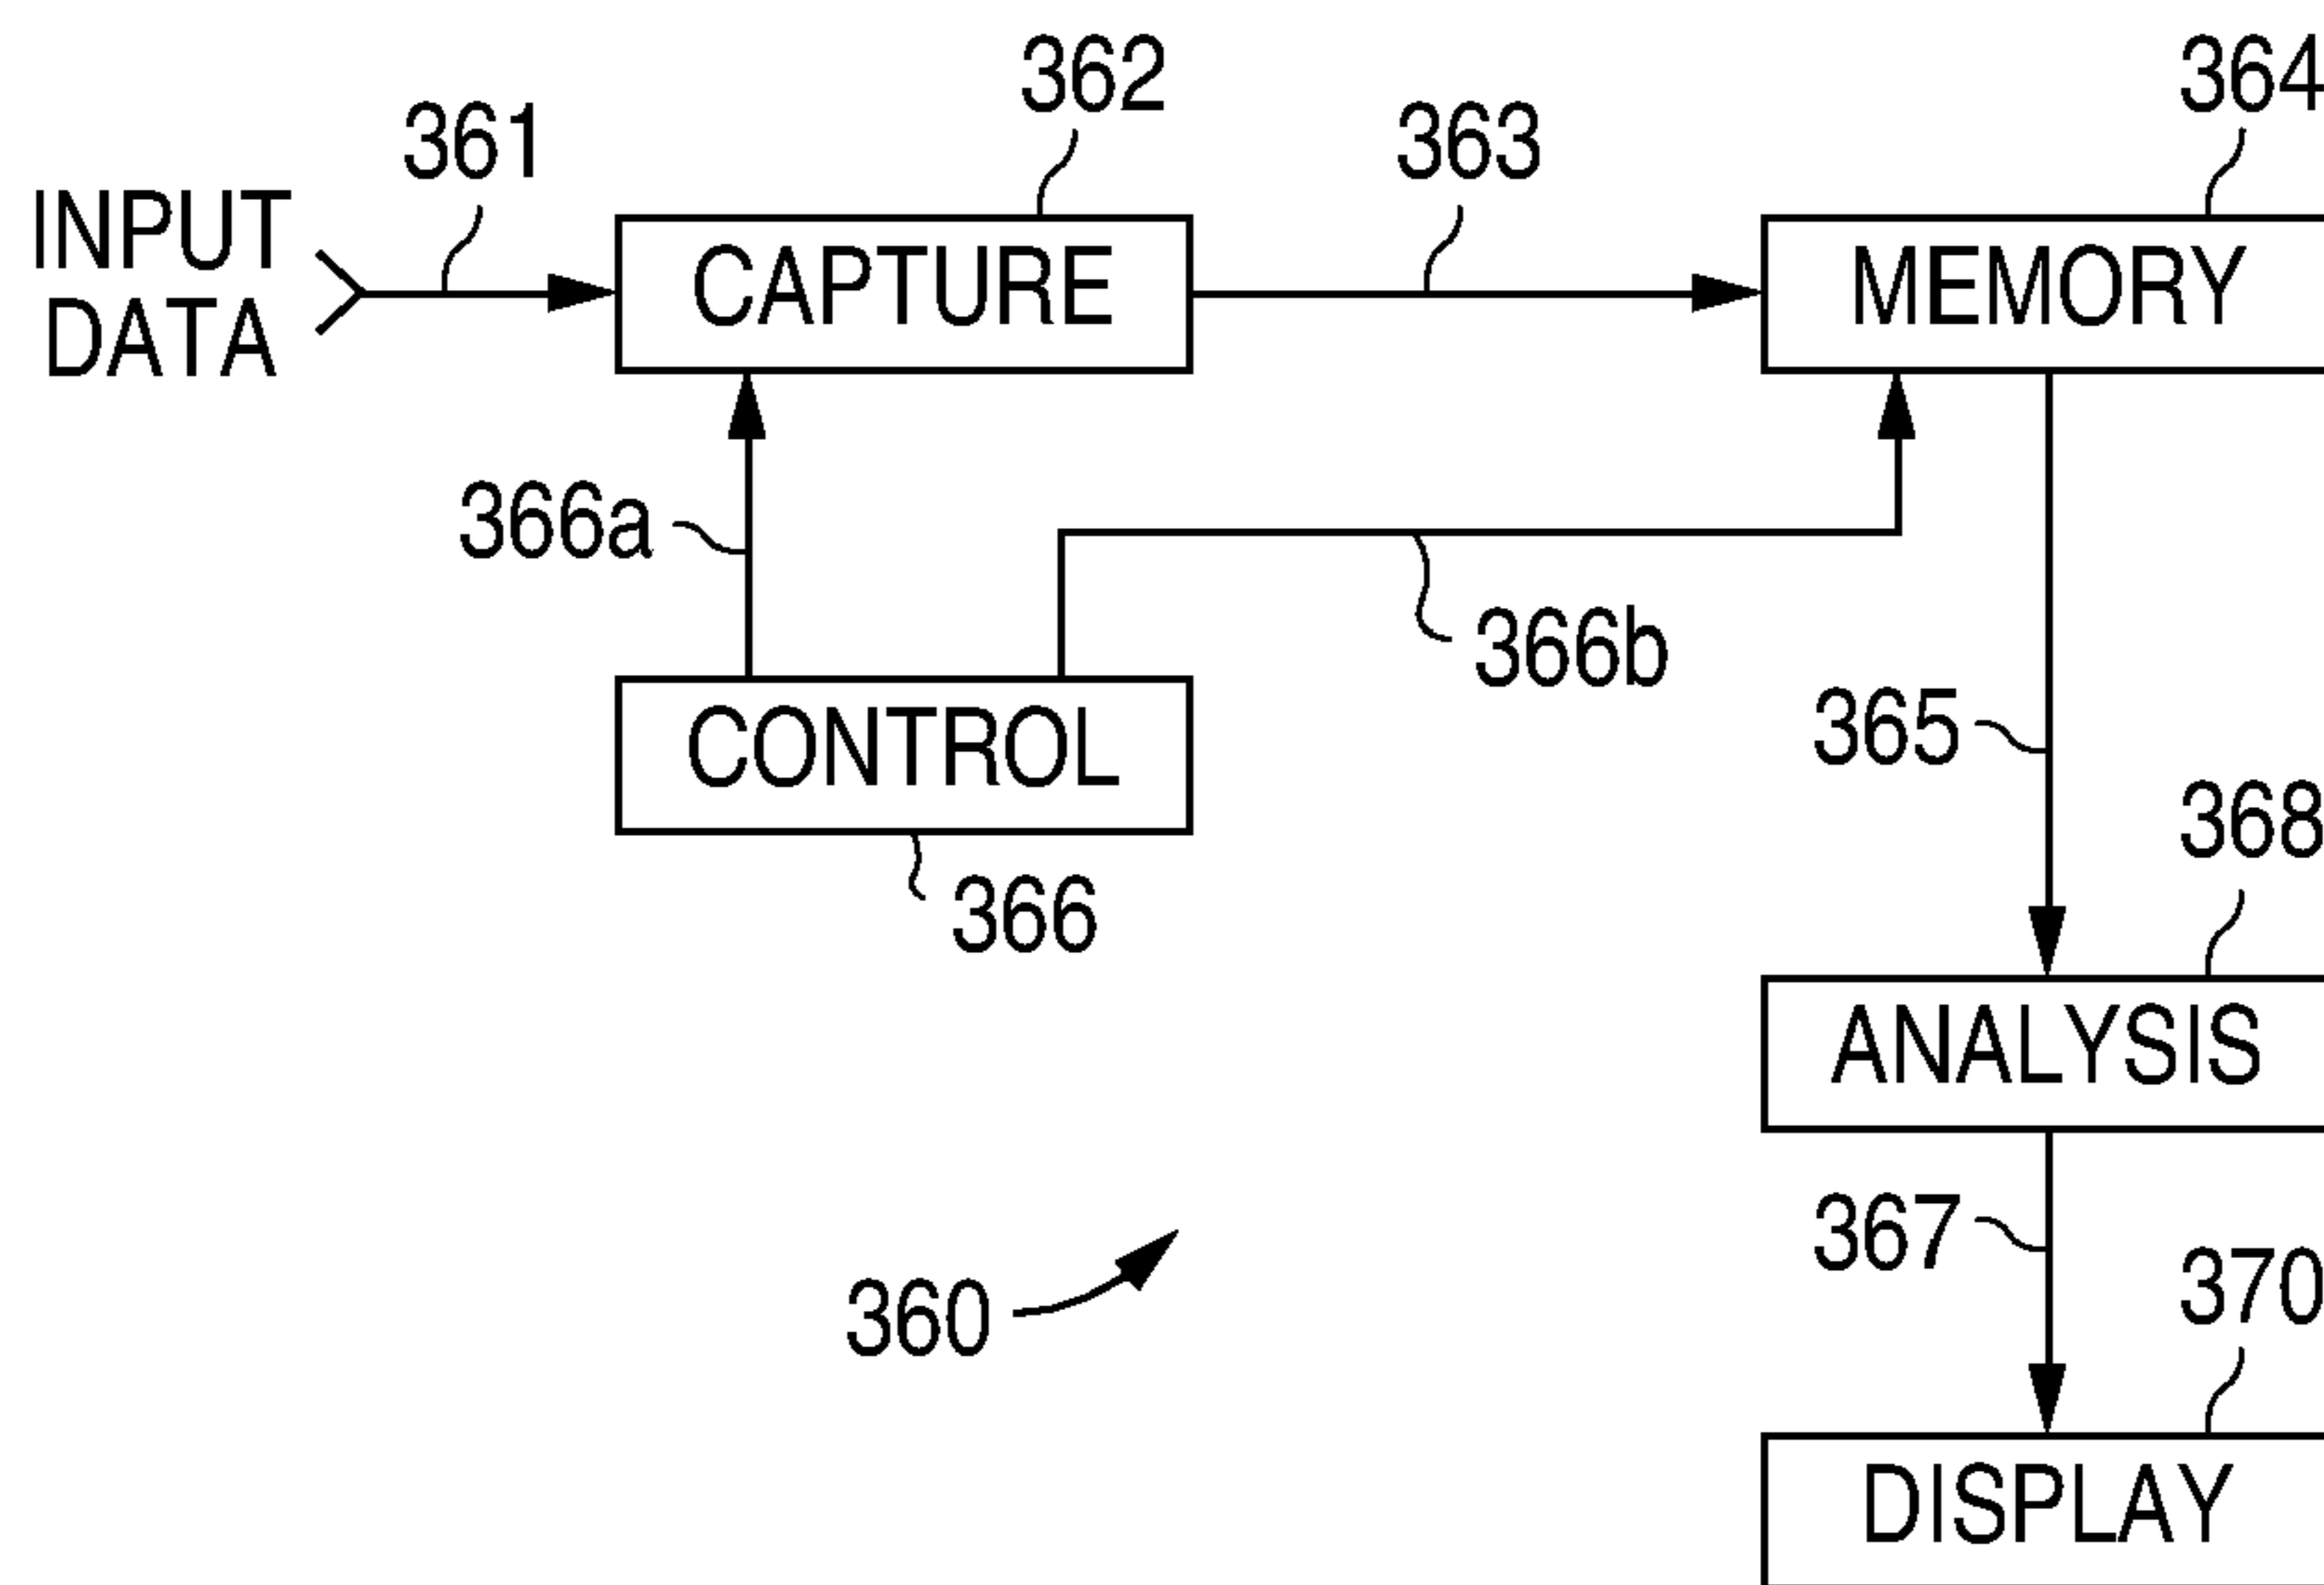 362
364
361
363
INPUT
DATA
CAPTURE
MEMORY
366a
366b
CONTROL
365
368
366
ANALYSIS
367
370
360
DISPLAY